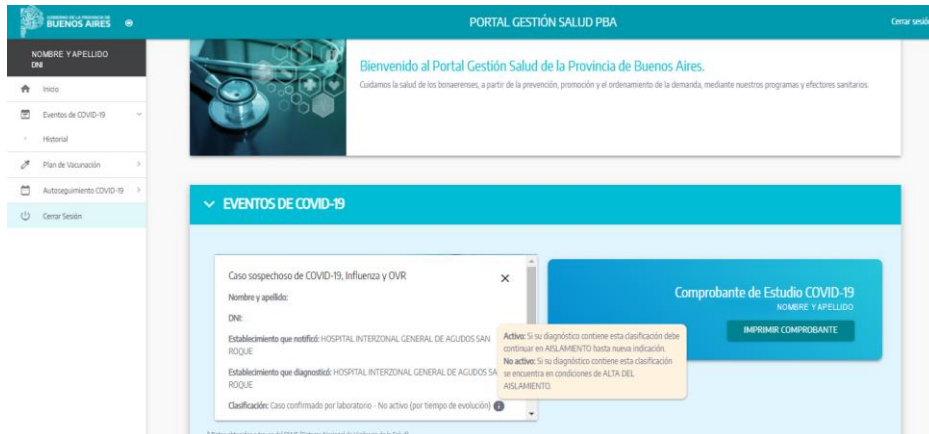 GOBIERNO DE LA PROVINCIA DE
BUENOS AIRES
PORTAL GESTIÓN SALUD PBA
Cerrar sesión
NOMBRE Y APELLIDO
DNI
Inicio
Eventos de COVID-19
Historial
Plan de Vacunación
Autoseguimiento COVID-19
Cerrar Sesión
Bienvenido al Portal Gestión Salud de la Provincia de Buenos Aires.
Cuidamos la salud de los bonaerenses, a partir de la prevención, promoción y el ordenamiento de la demanda, mediante nuestros programas y efectores sanitarios.
EVENTOS DE COVID-19
Caso sospechoso de COVID-19, Influenza y OVR
Nombre y apellido:
DNI:
Establecimiento que notificó: HOSPITAL INTERZONAL GENERAL DE AGUDOS SAN
ROQUE
Establecimiento que diagnosticó: HOSPITAL INTERZONAL GENERAL DE AGUDOS SA
ROQUE
Clasificación: Caso confirmado por laboratorio - No activo (por tiempo de evolución)
Activo: Si su diagnóstico contiene esta clasificación debe
continuar en AISLAMIENTO hasta nueva indicación.
No activo: Si su diagnóstico contiene esta clasificación
se encuentra en condiciones de ALTA DEL
AISLAMIENTO.
Comprobante de Estudio COVID-19
NOMBRE Y APELLIDO
IMPRIMIR COMPROBANTE